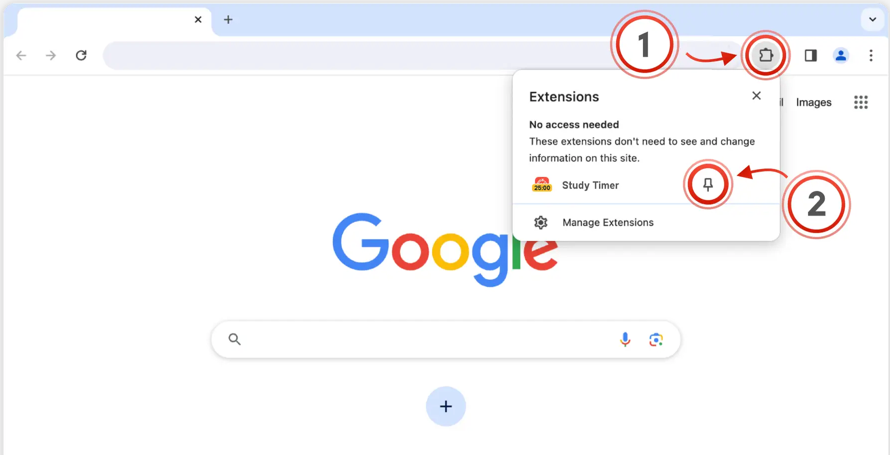 1
Extensions
Images
No access needed
These extensions don't need to see and change
information on this site.
25:00 Study Timer
2
Manage Extensions
Google